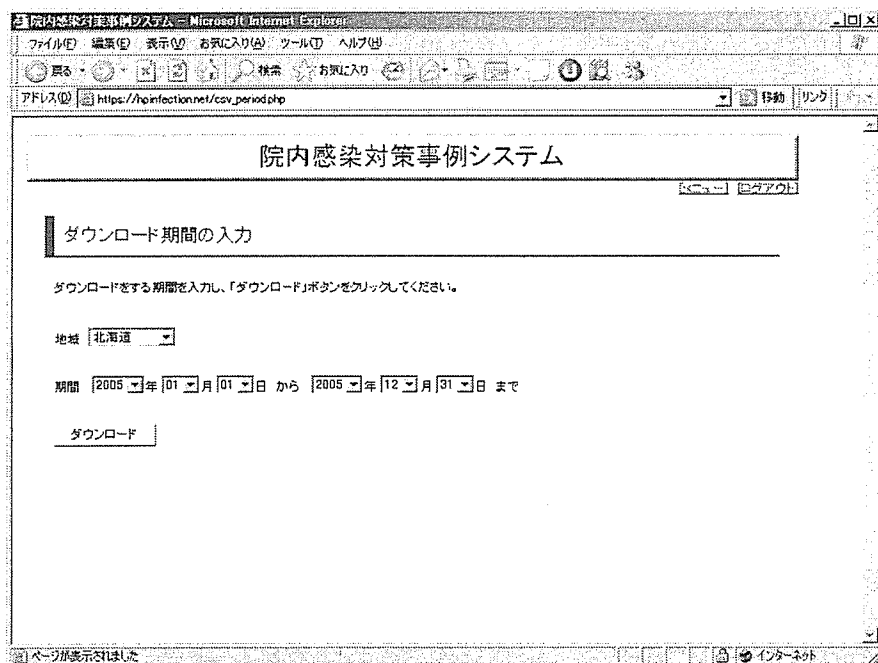 院内感染対策事例システム - Microsoft Internet Explorer
ファイル(F) 編集(E) 表示(V) お気に入り(A) ツール(T) ヘルプ(H)
戻る 検索 お気に入り
アドレス(D) https://hpinfection.net/csv_period.php 移動 リンク
院内感染対策事例システム
[メニュー] [ログアウト]
ダウンロード期間の入力
ダウンロードをする期間を入力し、「ダウンロード」ボタンをクリックしてください。
地域 北海道
期間 2005 年 01 月 01 日 から 2005 年 12 月 31 日 まで
ダウンロード
ページが表示されました インターネット